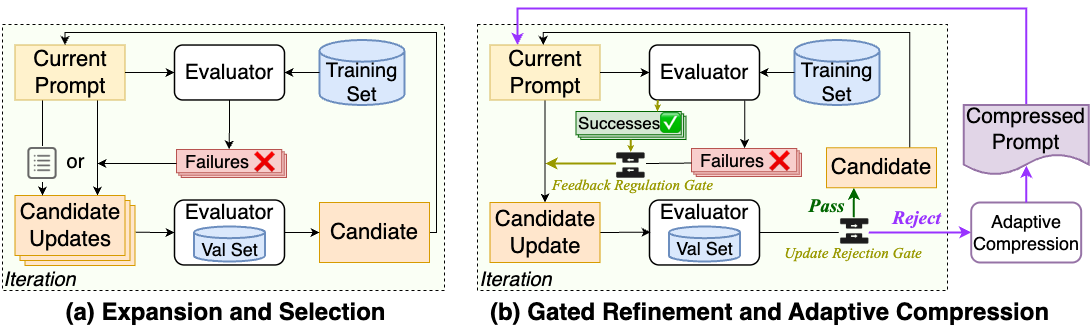 Current
Prompt
Evaluator
Training
Set
or
Failures ❌
Candidate
Updates
Evaluator
Val Set
Candiate
Iteration
(a) Expansion and Selection
Current
Prompt
Evaluator
Training
Set
Successes ✅
Failures ❌
Feedback Regulation Gate
Candidate
Candidate
Update
Evaluator
Val Set
Pass
Reject
Update Rejection Gate
Iteration
Compressed
Prompt
Adaptive
Compression
(b) Gated Refinement and Adaptive Compression